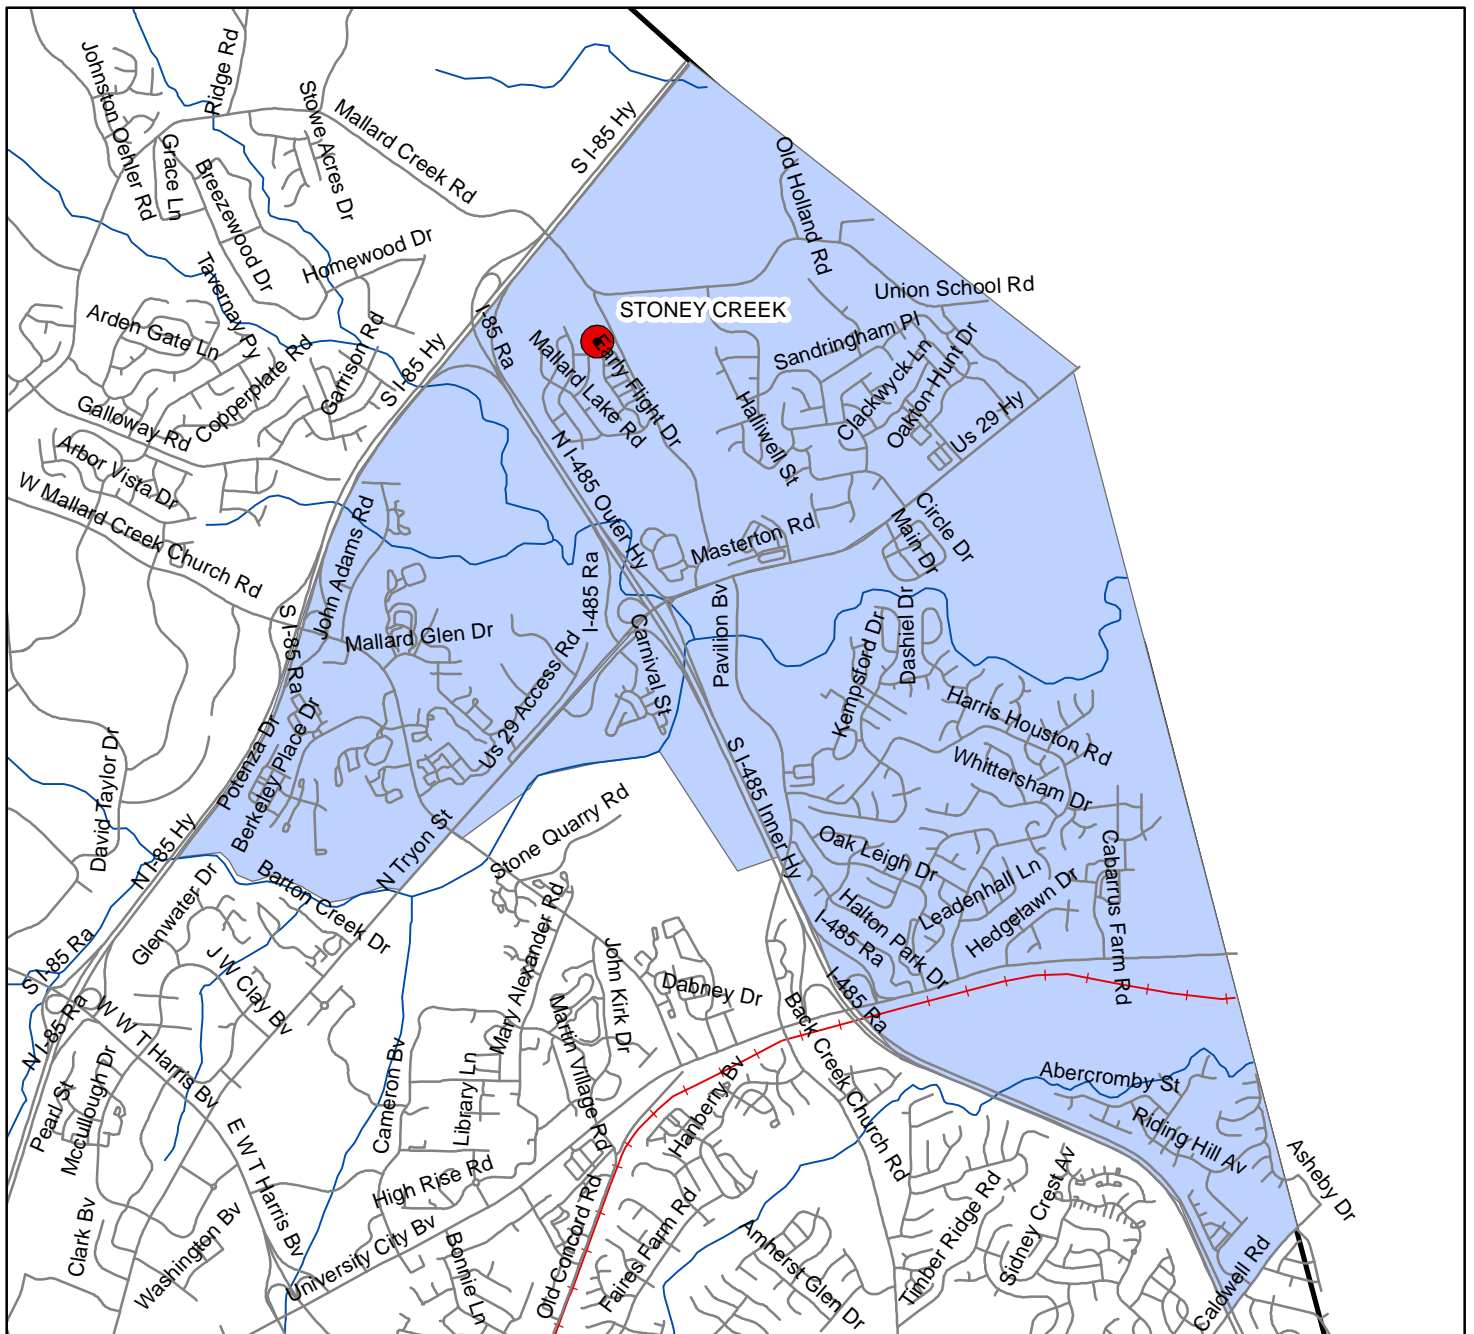 Johnston Oehler Rd
Ridge Rd
Stowe Acres Dr
Mallard Creek Rd
S I-85 Hy
Grace Ln
Breezewood Dr
Homewood Dr
Tavernay Py
Old Holland Rd
Union School Rd
STONEY CREEK
Arden Gate Ln
Copperplate Rd
Garrison Rd
S I-85 Hy
I-85 Ra
Mallard Lake Rd
Early Flight Dr
Sandringham Pl
Clackwyck Ln
Oakton Hunt Dr
Halliwell St
Us 29 Hy
Galloway Rd
Arbor Vista Dr
W Mallard Creek Church Rd
John Adams Rd
N I-485 Outer Hy
Masterton Rd
Circle Dr
Main Dr
I-485 Ra
S I-85 Ra
Mallard Glen Dr
Carnival St
Pavilion Bv
Dashiel Dr
Kempsford Dr
Us 29 Access Rd
Harris Houston Rd
Whittersham Dr
Potenza Dr
Berkeley Place Dr
David Taylor Dr
S I-485 Inner Hy
N I-85 Hy
N Tryon St
Stone Quarry Rd
Oak Leigh Dr
Cabarrus Farm Rd
Leadenhall Ln
Hedgelawn Dr
Halton Park Dr
I-485 Ra
Barton Creek Dr
Glenwater Dr
J W Clay Bv
Mary Alexander Rd
John Kirk Dr
Dabney Dr
I-485 Ra
Back Creek Church Rd
S I-85 Ra
N I-85 Ra
W W T Harris Bv
Martin Village Rd
Hanberry Bv
Abercromby St
Riding Hill Av
Asheby Dr
Pearl St
Mccullough Dr
Cameron Bv
Library Ln
E W T Harris Bv
High Rise Rd
University City Bv
Clark Bv
Washington Bv
Bonnie Ln
Old Concord Rd
Faires Farm Rd
Amherst Glen Dr
Timber Ridge Rd
Sidney Crest Av
Caldwell Rd